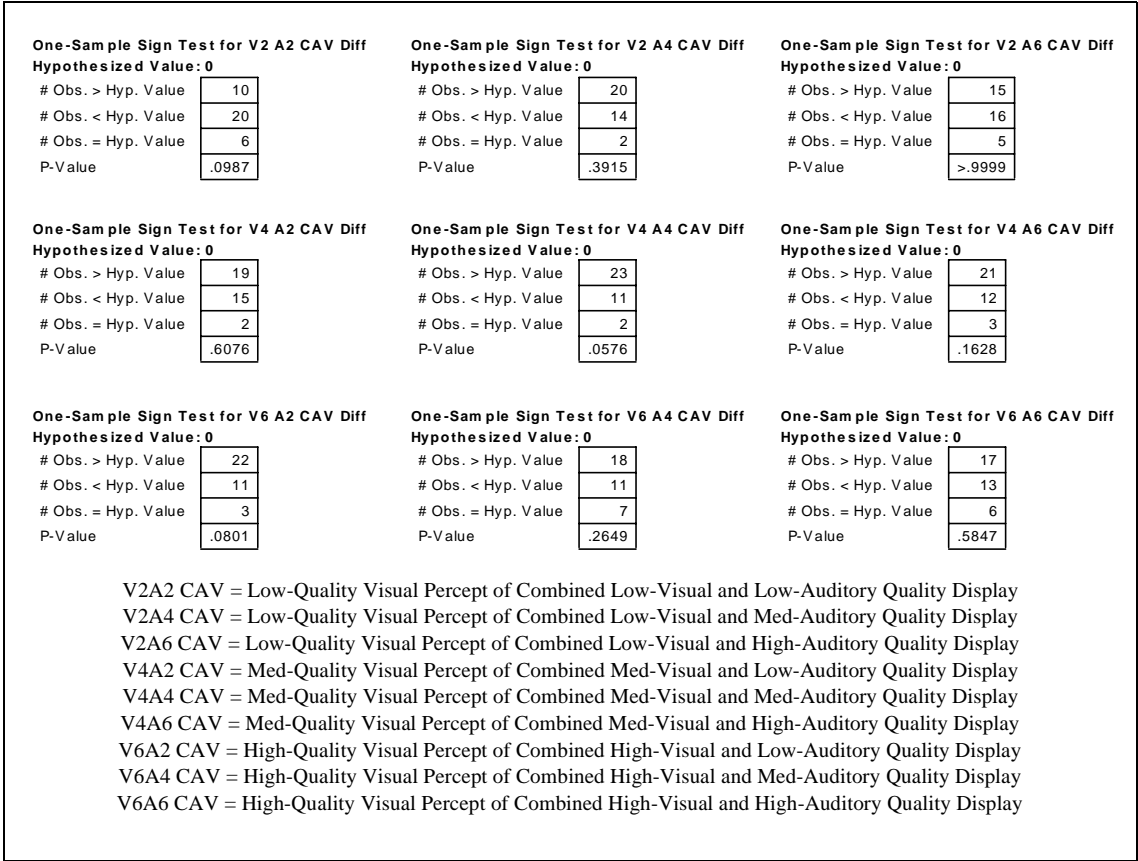 One-Sample Sign Test for V2 A2 CAV Diff
Hypothesized Value: 0
# Obs. > Hyp. Value 10
# Obs. < Hyp. Value 20
# Obs. = Hyp. Value 6
P-Value .0987
One-Sample Sign Test for V2 A4 CAV Diff
Hypothesized Value: 0
# Obs. > Hyp. Value 20
# Obs. < Hyp. Value 14
# Obs. = Hyp. Value 2
P-Value .3915
One-Sample Sign Test for V2 A6 CAV Diff
Hypothesized Value: 0
# Obs. > Hyp. Value 15
# Obs. < Hyp. Value 16
# Obs. = Hyp. Value 5
P-Value >.9999
One-Sample Sign Test for V4 A2 CAV Diff
Hypothesized Value: 0
# Obs. > Hyp. Value 19
# Obs. < Hyp. Value 15
# Obs. = Hyp. Value 2
P-Value .6076
One-Sample Sign Test for V4 A4 CAV Diff
Hypothesized Value: 0
# Obs. > Hyp. Value 23
# Obs. < Hyp. Value 11
# Obs. = Hyp. Value 2
P-Value .0576
One-Sample Sign Test for V4 A6 CAV Diff
Hypothesized Value: 0
# Obs. > Hyp. Value 21
# Obs. < Hyp. Value 12
# Obs. = Hyp. Value 3
P-Value .1628
One-Sample Sign Test for V6 A2 CAV Diff
Hypothesized Value: 0
# Obs. > Hyp. Value 22
# Obs. < Hyp. Value 11
# Obs. = Hyp. Value 3
P-Value .0801
One-Sample Sign Test for V6 A4 CAV Diff
Hypothesized Value: 0
# Obs. > Hyp. Value 18
# Obs. < Hyp. Value 11
# Obs. = Hyp. Value 7
P-Value .2649
One-Sample Sign Test for V6 A6 CAV Diff
Hypothesized Value: 0
# Obs. > Hyp. Value 17
# Obs. < Hyp. Value 13
# Obs. = Hyp. Value 6
P-Value .5847
V2A2 CAV = Low-Quality Visual Percept of Combined Low-Visual and Low-Auditory Quality Display
V2A4 CAV = Low-Quality Visual Percept of Combined Low-Visual and Med-Auditory Quality Display
V2A6 CAV = Low-Quality Visual Percept of Combined Low-Visual and High-Auditory Quality Display
V4A2 CAV = Med-Quality Visual Percept of Combined Med-Visual and Low-Auditory Quality Display
V4A4 CAV = Med-Quality Visual Percept of Combined Med-Visual and Med-Auditory Quality Display
V4A6 CAV = Med-Quality Visual Percept of Combined Med-Visual and High-Auditory Quality Display
V6A2 CAV = High-Quality Visual Percept of Combined High-Visual and Low-Auditory Quality Display
V6A4 CAV = High-Quality Visual Percept of Combined High-Visual and Med-Auditory Quality Display
V6A6 CAV = High-Quality Visual Percept of Combined High-Visual and High-Auditory Quality Display